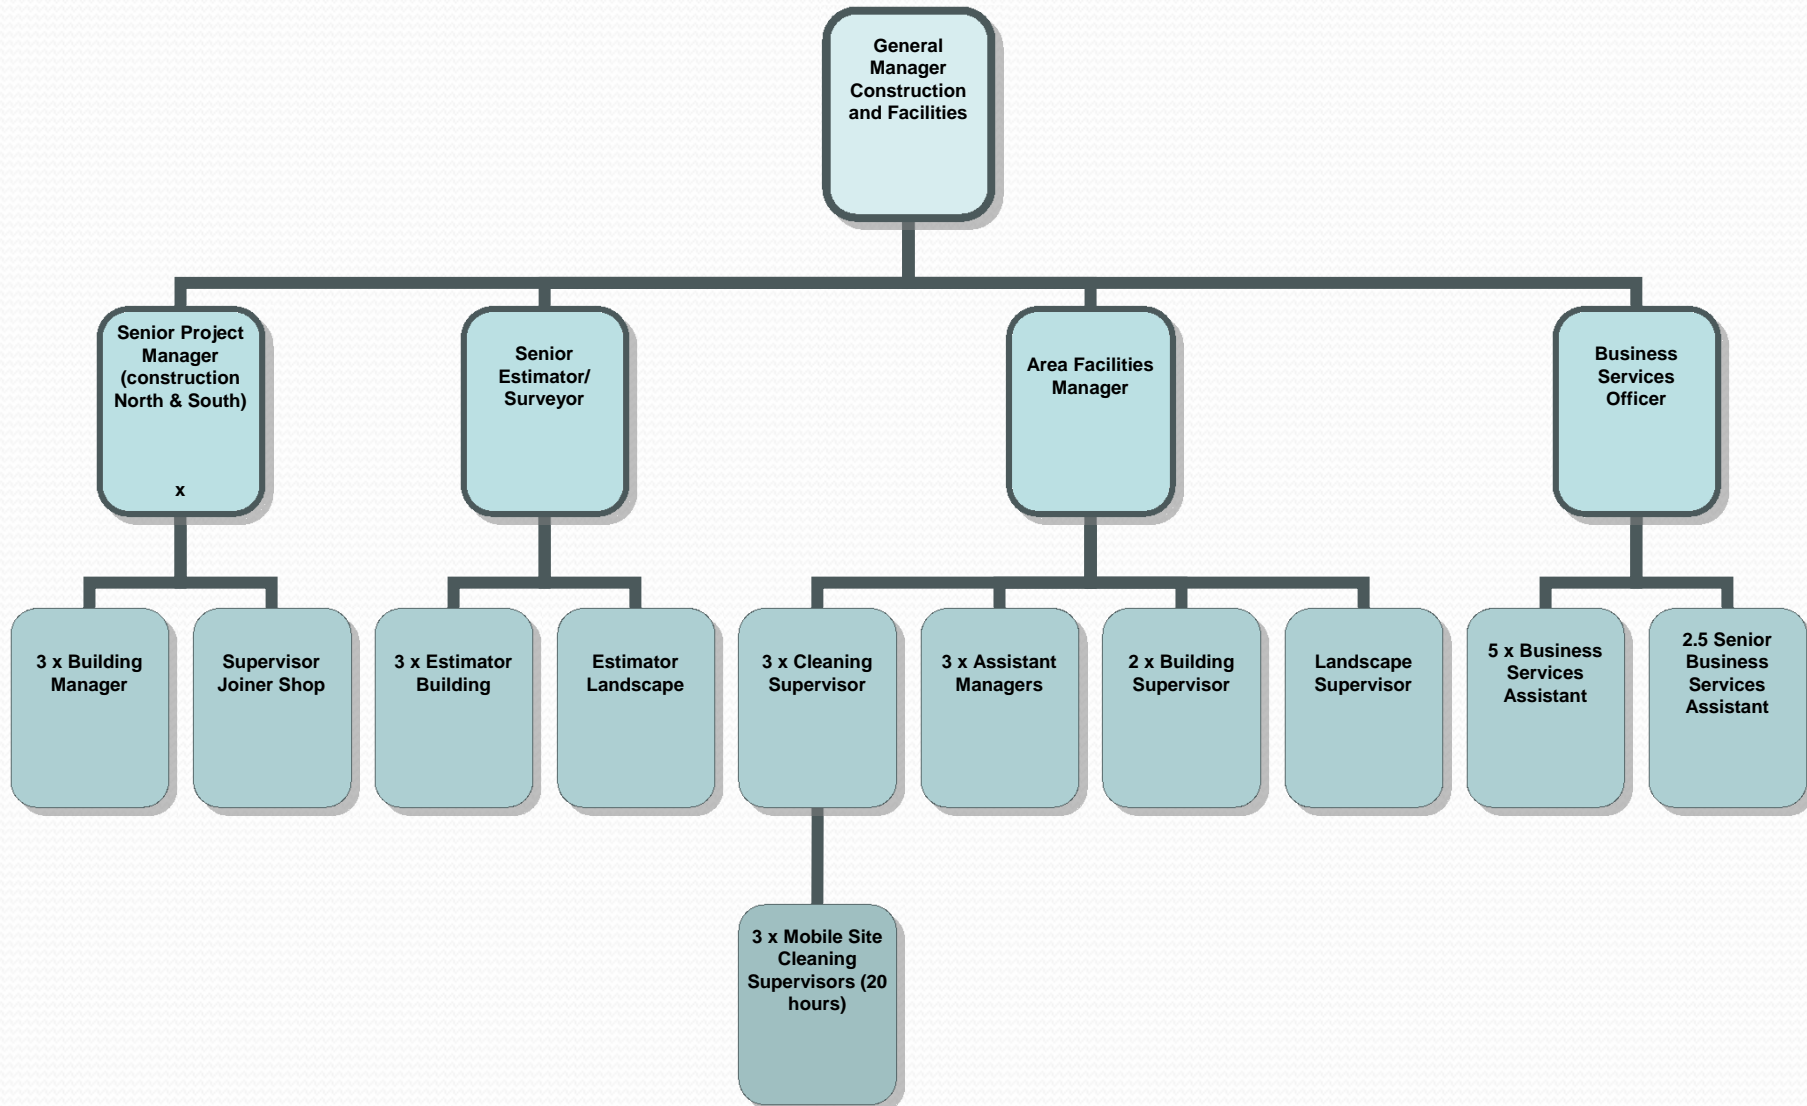 General
Manager
Construction
and Facilities
Senior Project
Manager
(construction
North & South)
x
Senior
Estimator/
Surveyor
Area Facilities
Manager
Business
Services
Officer
3 x Building
Manager
Supervisor
Joiner Shop
3 x Estimator
Building
Estimator
Landscape
3 x Cleaning
Supervisor
3 x Assistant
Managers
2 x Building
Supervisor
Landscape
Supervisor
5 x Business
Services
Assistant
2.5 Senior
Business
Services
Assistant
3 x Mobile Site
Cleaning
Supervisors (20
hours)